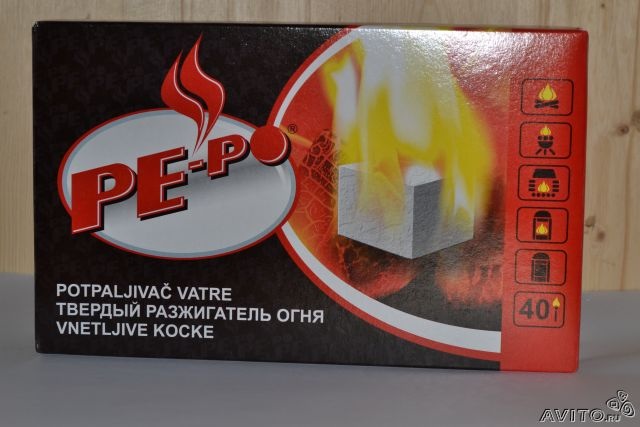 PE-PO®
POTPALJIVAČ VATRE
ТВЕРДЫЙ РАЗЖИГАТЕЛЬ ОГНЯ
VNETLJIVE KOCKE
40
AVITO.RU